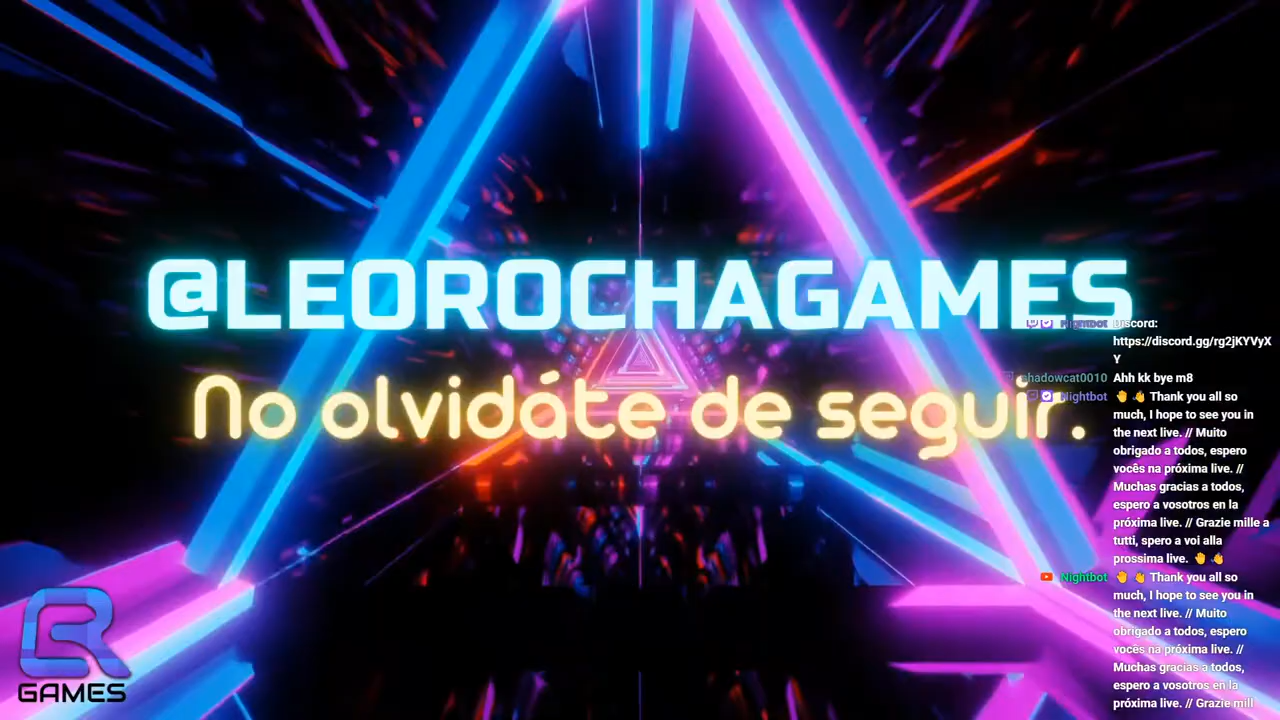 @LEOROCHAGAMES
No olvidáte de seguir.
Nightbot Discord:
https://discord.gg/rg2jKYVyX
Y
shadowcat0010 Ahh kk bye m8
Nightbot 🤚 👋 Thank you all so
much, I hope to see you in
the next live. // Muito
obrigado a todos, espero
vocês na próxima live. //
Muchas gracias a todos,
espero a vosotros en la
próxima live. // Grazie mille a
tutti, spero a voi alla
prossima live. 🤚 👋
Nightbot 🤚 👋 Thank you all so
much, I hope to see you in
the next live. // Muito
obrigado a todos, espero
vocês na próxima live. //
Muchas gracias a todos,
espero a vosotros en la
próxima live. // Grazie mill
GAMES